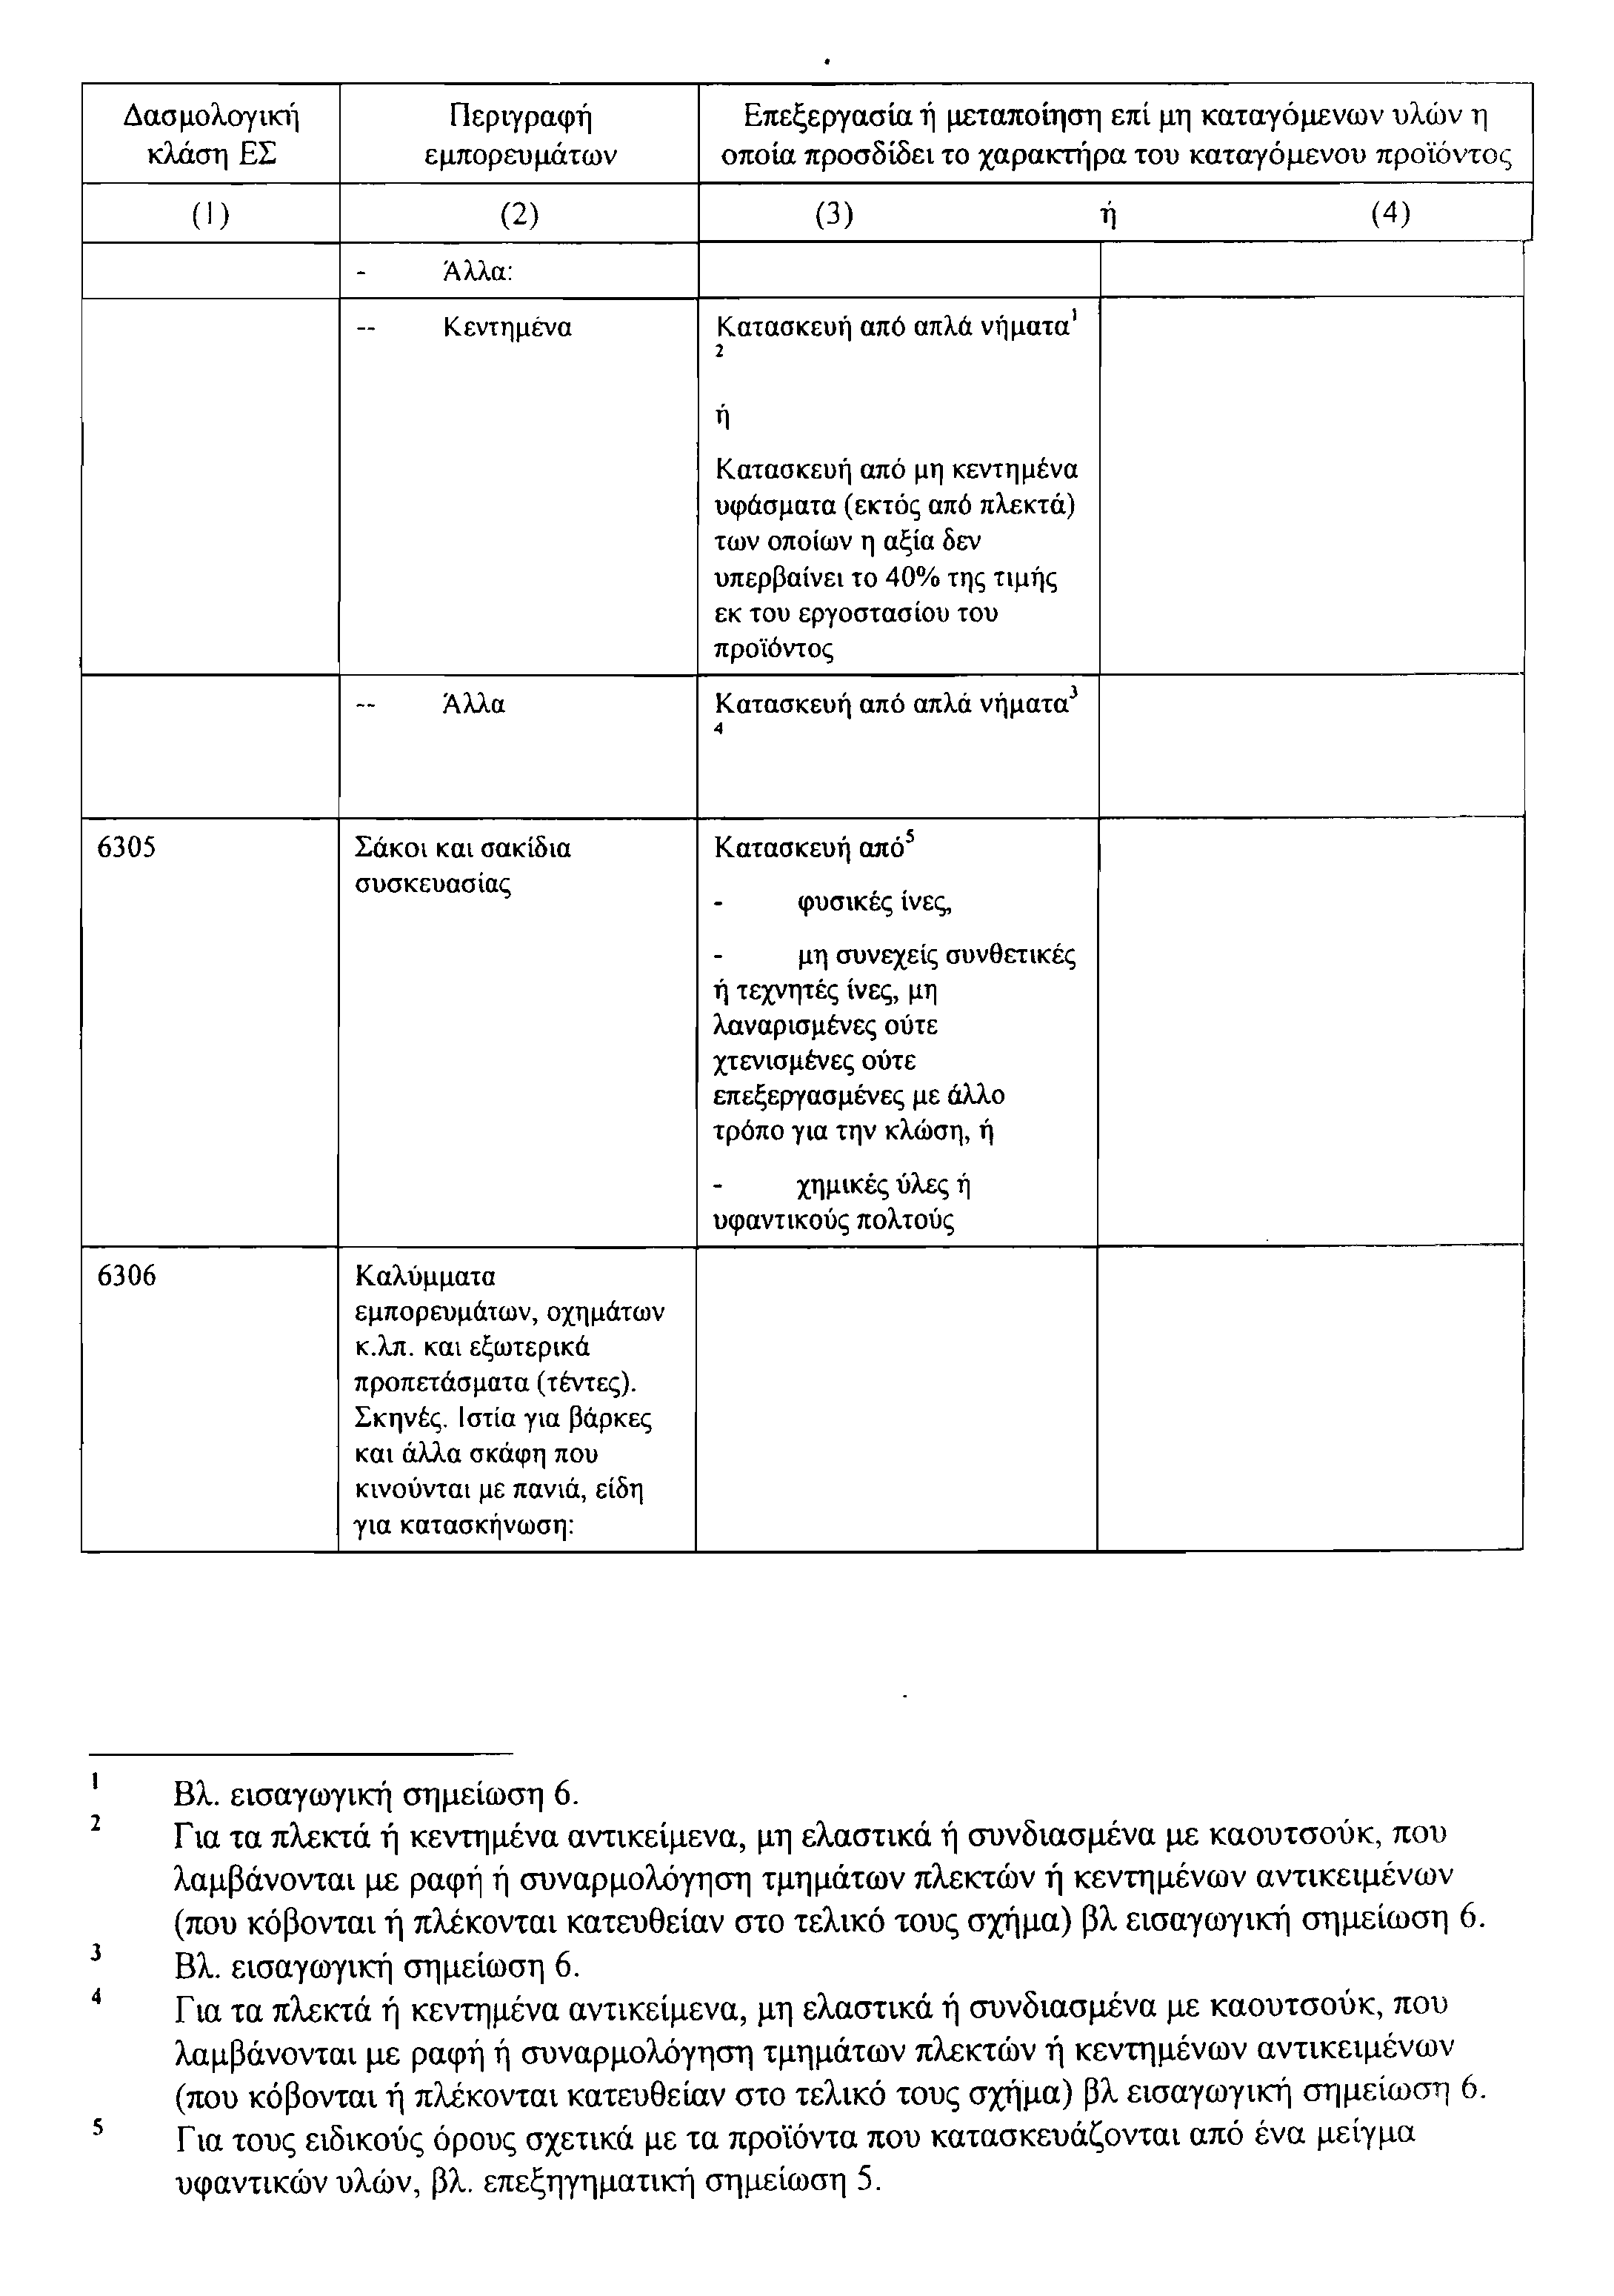 Δασμολογική
κλάση ΕΣ
Περιγραφή
εμπορευμάτων
Επεξεργασία ή μεταποίηση επί μη καταγόμενων υλών η
οποία προσδίδει το χαρακτήρα του καταγόμενου προϊόντος
(1)
(2)
(3) ή (4)
- Άλλα:
-- Κεντημένα
Κατασκευή από απλά νήματα¹
²
ή
Κατασκευή από μη κεντημένα
υφάσματα (εκτός από πλεκτά)
των οποίων η αξία δεν
υπερβαίνει το 40% της τιμής
εκ του εργοστασίου του
προϊόντος
-- Άλλα
Κατασκευή από απλά νήματα³
⁴
6305
Σάκοι και σακίδια
συσκευασίας
Κατασκευή από⁵
- φυσικές ίνες,
- μη συνεχείς συνθετικές
ή τεχνητές ίνες, μη
λαναρισμένες ούτε
χτενισμένες ούτε
επεξεργασμένες με άλλο
τρόπο για την κλώση, ή
- χημικές ύλες ή
υφαντικούς πολτούς
6306
Καλύμματα
εμπορευμάτων, οχημάτων
κ.λπ. και εξωτερικά
προπετάσματα (τέντες).
Σκηνές. Ιστία για βάρκες
και άλλα σκάφη που
κινούνται με πανιά, είδη
για κατασκήνωση:
¹ Βλ. εισαγωγική σημείωση 6.
² Για τα πλεκτά ή κεντημένα αντικείμενα, μη ελαστικά ή συνδιασμένα με καουτσούκ, που
λαμβάνονται με ραφή ή συναρμολόγηση τμημάτων πλεκτών ή κεντημένων αντικειμένων
(που κόβονται ή πλέκονται κατευθείαν στο τελικό τους σχήμα) βλ εισαγωγική σημείωση 6.
³ Βλ. εισαγωγική σημείωση 6.
⁴ Για τα πλεκτά ή κεντημένα αντικείμενα, μη ελαστικά ή συνδιασμένα με καουτσούκ, που
λαμβάνονται με ραφή ή συναρμολόγηση τμημάτων πλεκτών ή κεντημένων αντικειμένων
(που κόβονται ή πλέκονται κατευθείαν στο τελικό τους σχήμα) βλ εισαγωγική σημείωση 6.
⁵ Για τους ειδικούς όρους σχετικά με τα προϊόντα που κατασκευάζονται από ένα μείγμα
υφαντικών υλών, βλ. επεξηγηματική σημείωση 5.